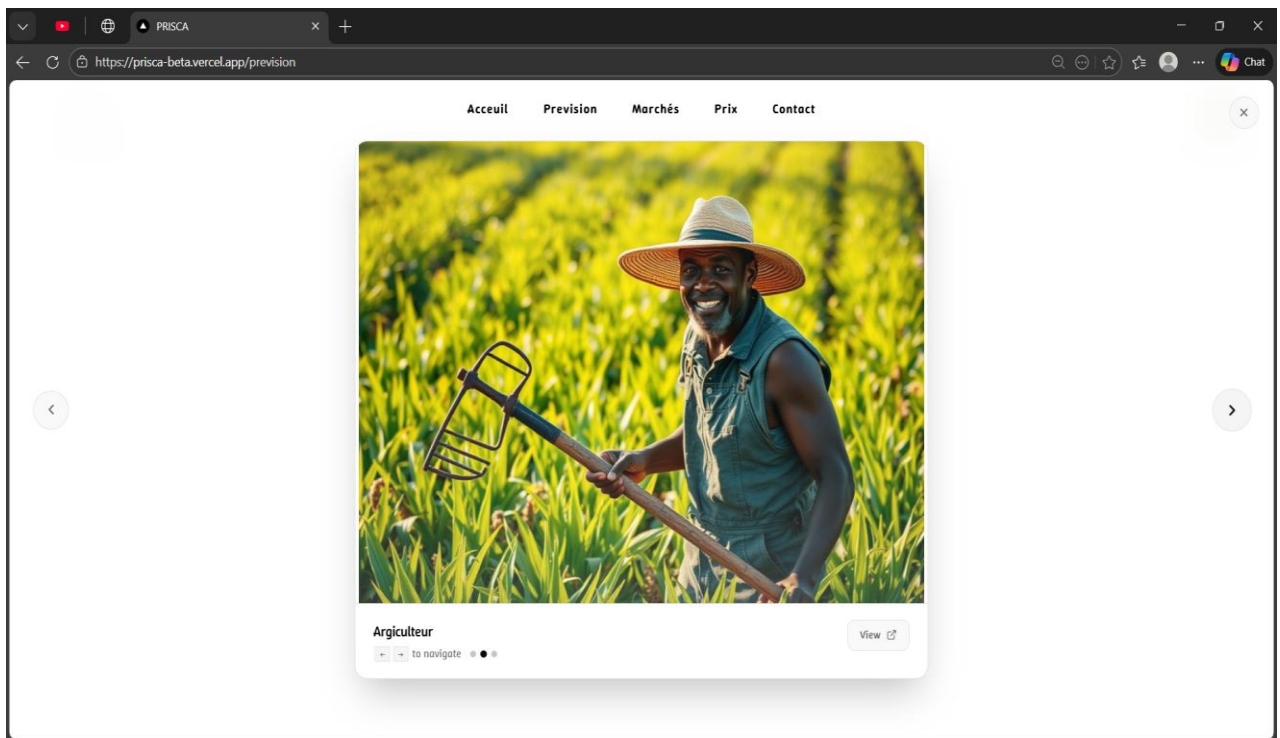 PRISCA
https://prisca-beta.vercel.app/prevision
Chat
Acceuil Prevision Marchés Prix Contact
Argiculteur
View
← → to navigate